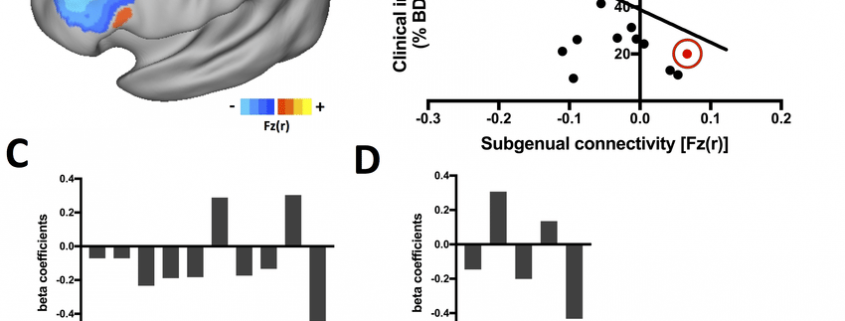 Clinical in
(% BD
40
20
-0.3 -0.2 -0.1 0.0 0.1 0.2
Subgenual connectivity [Fz(r)]
- +
Fz(r)
C
0.4
0.2
0.0
-0.2
-0.4
beta coefficients
D
0.4
0.2
0.0
-0.2
-0.4
beta coefficients